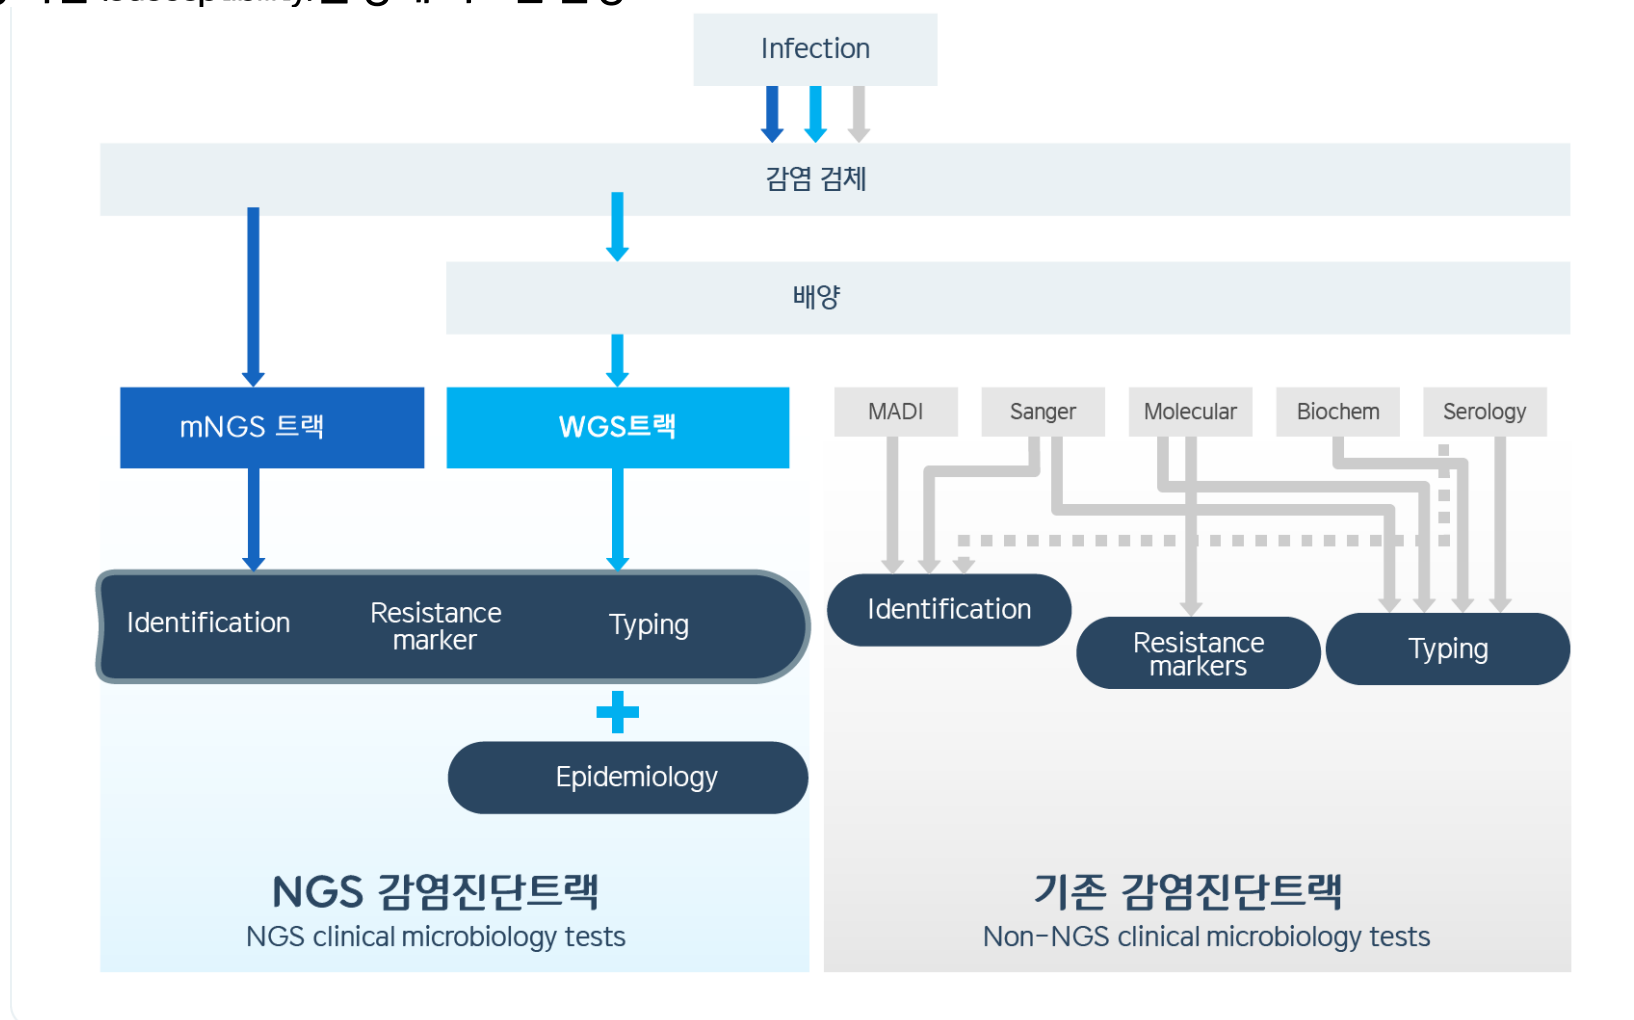 Infection
감염 검체
배양
mNGS 트랙
WGS트랙
MADI
Sanger
Molecular
Biochem
Serology
Identification
Resistance
marker
Typing
Identification
Resistance
markers
Typing
Epidemiology
NGS 감염진단트랙
NGS clinical microbiology tests
기존 감염진단트랙
Non-NGS clinical microbiology tests